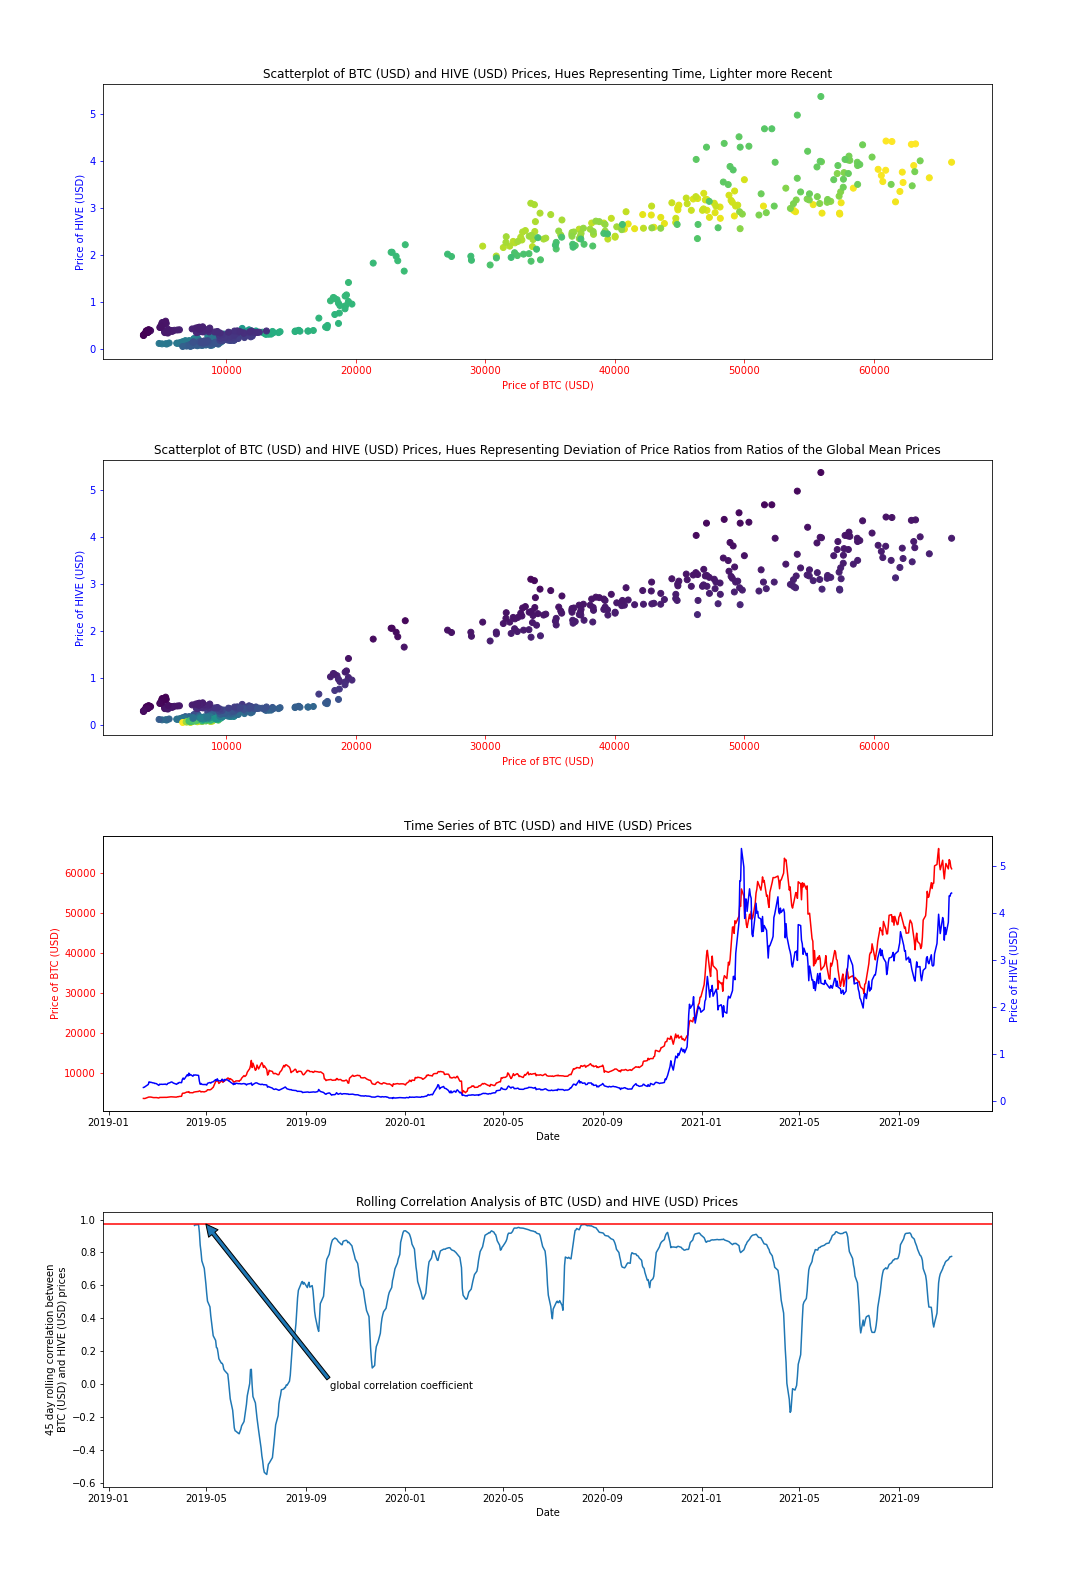 Scatterplot of BTC (USD) and HIVE (USD) Prices, Hues Representing Time, Lighter more Recent
5
4
3
2
1
0
Price of HIVE (USD)
10000 20000 30000 40000 50000 60000
Price of BTC (USD)
Scatterplot of BTC (USD) and HIVE (USD) Prices, Hues Representing Deviation of Price Ratios from Ratios of the Global Mean Prices
5
4
3
2
1
0
Price of HIVE (USD)
10000 20000 30000 40000 50000 60000
Price of BTC (USD)
Time Series of BTC (USD) and HIVE (USD) Prices
60000
50000
40000
30000
20000
10000
Price of BTC (USD)
5
4
3
2
1
0
Price of HIVE (USD)
2019-01 2019-05 2019-09 2020-01 2020-05 2020-09 2021-01 2021-05 2021-09
Date
Rolling Correlation Analysis of BTC (USD) and HIVE (USD) Prices
1.0
0.8
0.6
0.4
0.2
0.0
−0.2
−0.4
−0.6
45 day rolling correlation between
BTC (USD) and HIVE (USD) prices
global correlation coefficient
2019-01 2019-05 2019-09 2020-01 2020-05 2020-09 2021-01 2021-05 2021-09
Date